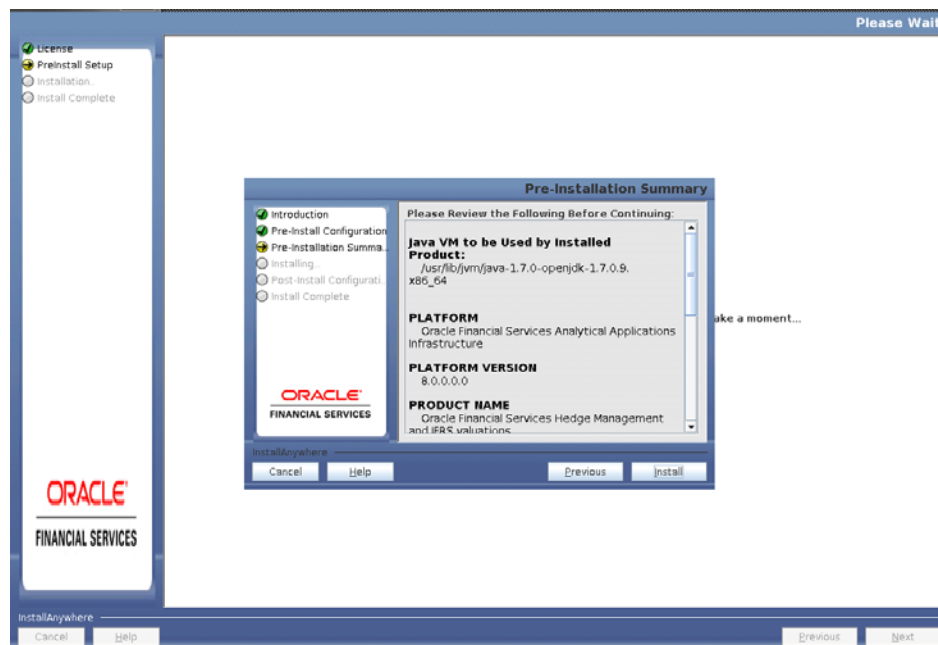 Please Wait
License
PreInstall Setup
Installation..
Install Complete
Pre-Installation Summary
Introduction
Pre-Install Configuration
Pre-Installation Summa..
Installing...
Post-Install Configurati..
Install Complete
Please Review the Following Before Continuing:
Java VM to be Used by Installed
Product:
/usr/lib/jvm/java-1.7.0-openjdk-1.7.0.9.
x86_64
PLATFORM
Oracle Financial Services Analytical Applications
Infrastructure
PLATFORM VERSION
8.0.0.0.0
PRODUCT NAME
Oracle Financial Services Hedge Management
and IFRS valuations
ake a moment...
ORACLE
FINANCIAL SERVICES
InstallAnywhere
Cancel Help Previous Install
ORACLE
FINANCIAL SERVICES
InstallAnywhere
Cancel Help Previous Next